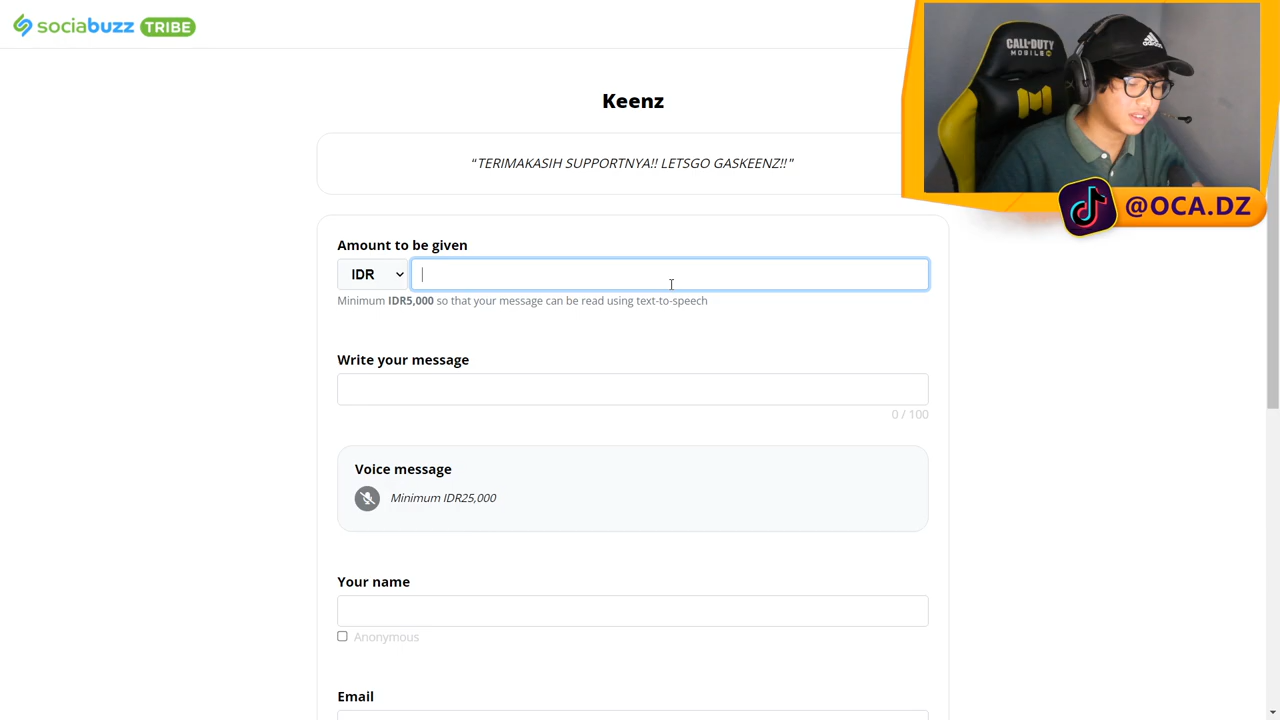 sociabuzz TRIBE
Keenz
"TERIMAKASIH SUPPORTNYA!! LETSGO GASKEENZ!!"
CALL·DUTY
MOBILE
adidas
@OCA.DZ
Amount to be given
IDR
Minimum IDR5,000 so that your message can be read using text-to-speech
Write your message
0 / 100
Voice message
Minimum IDR25,000
Your name
Anonymous
Email